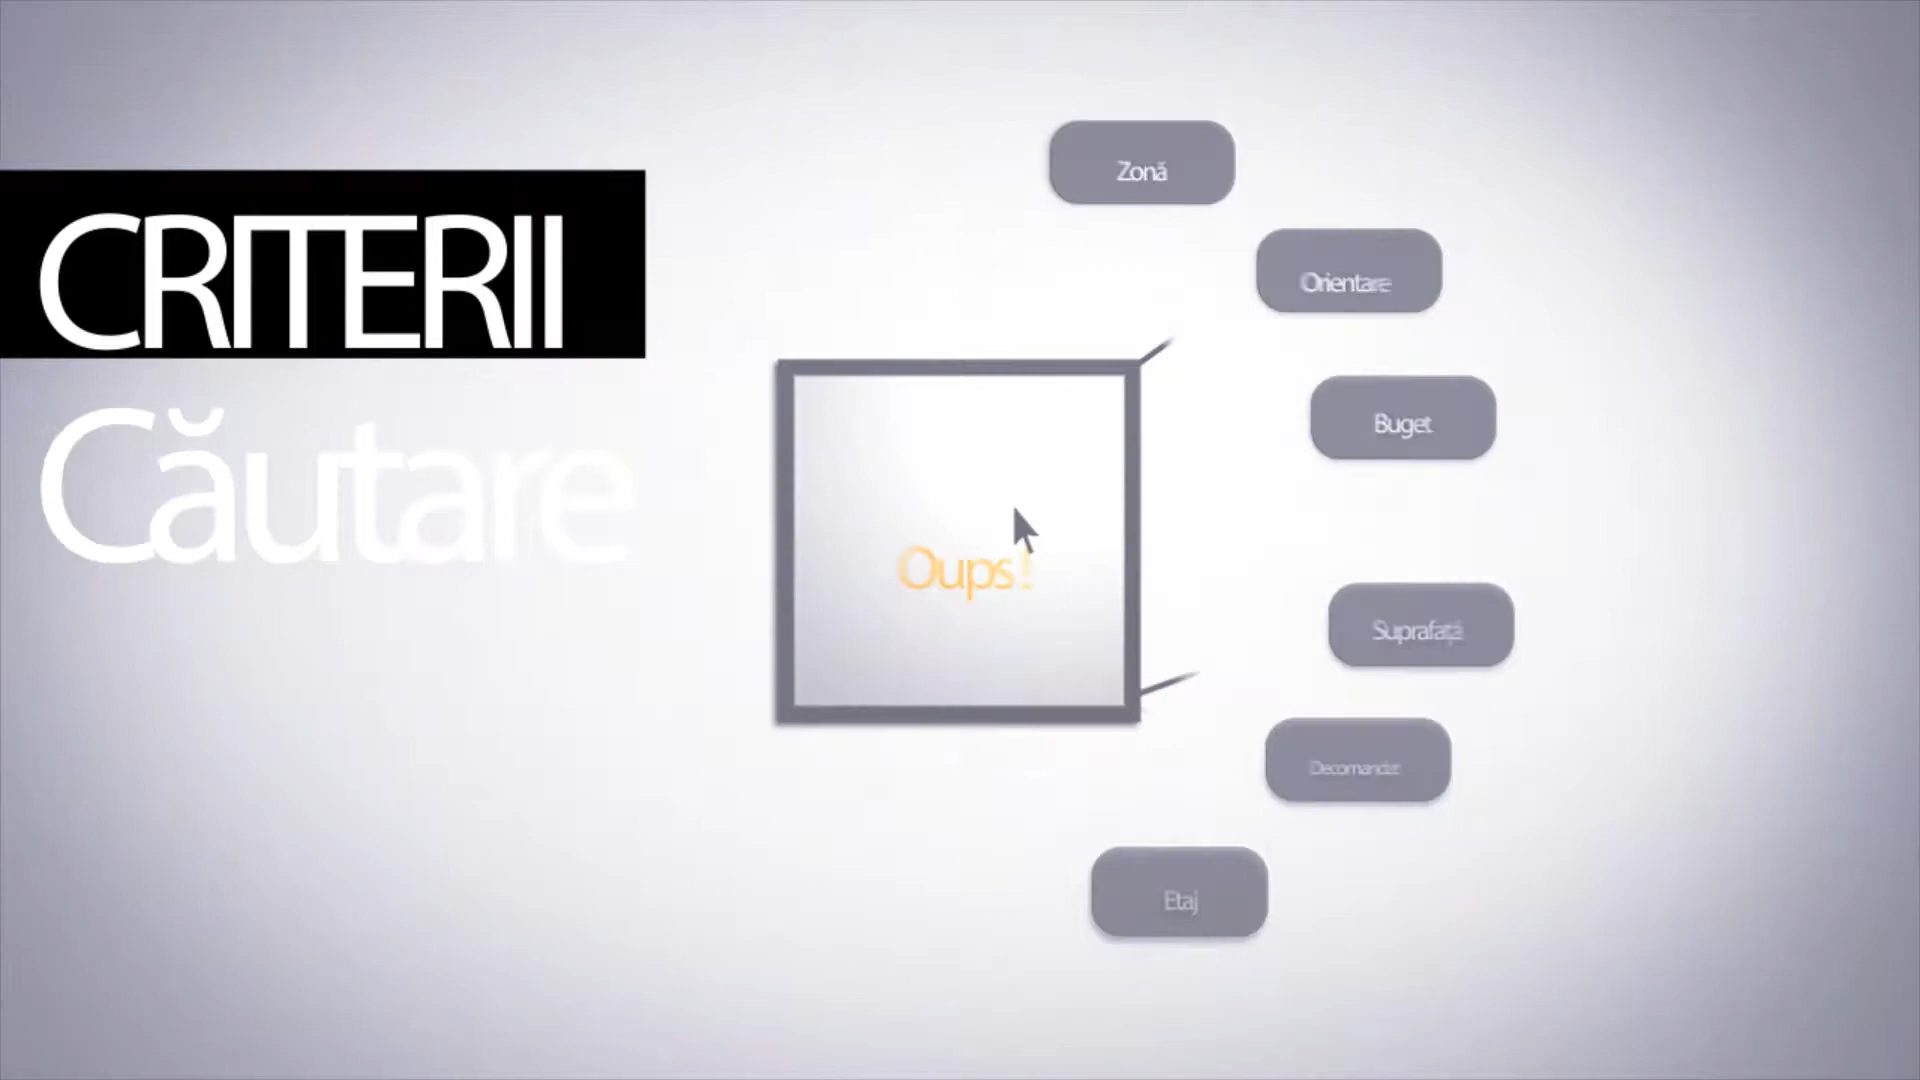 CRITERII
Căutare
Zonă
Orientare
Buget
Oups!
Suprafață
Decomandat
Etaj